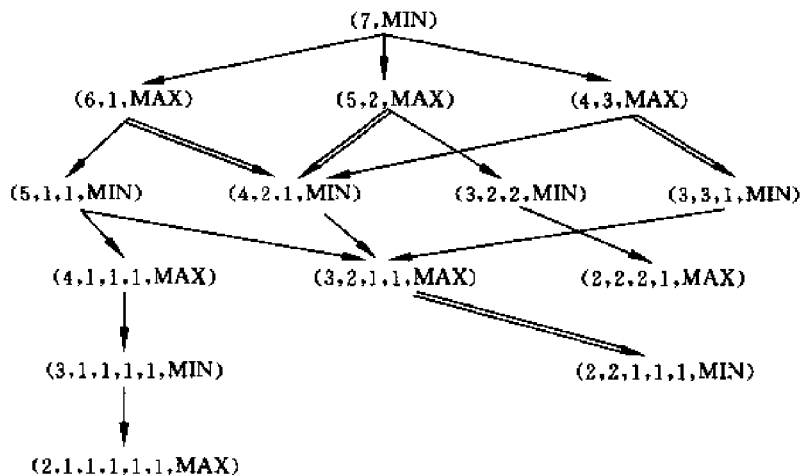 (7,MIN)
(6,1,MAX) (5,2,MAX) (4,3,MAX)
(5,1,1,MIN) (4,2,1,MIN) (3,2,2,MIN) (3,3,1,MIN)
(4,1,1,1,MAX) (3,2,1,1,MAX) (2,2,2,1,MAX)
(3,1,1,1,1,MIN) (2,2,1,1,1,MIN)
(2,1,1,1,1,1,MAX)